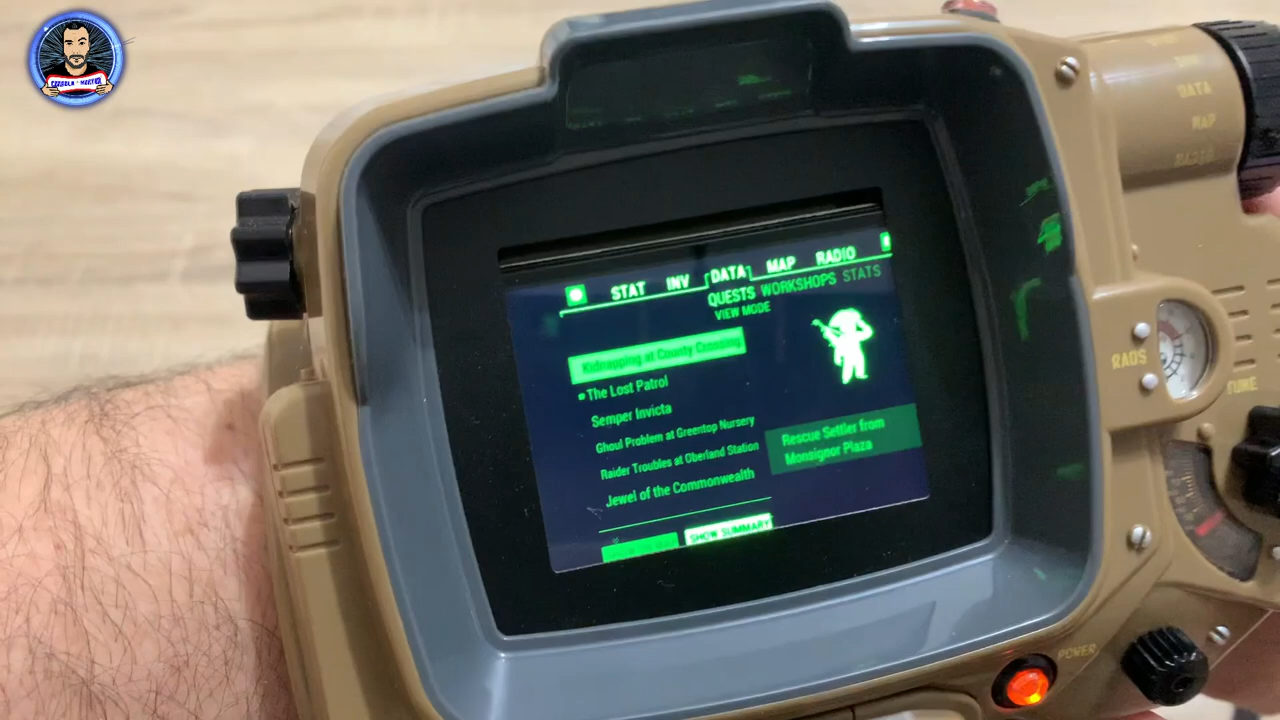 STAT INV DATA MAP RADIO
QUESTS WORKSHOPS STATS
VIEW MODE
Kidnapping at County Crossing
The Lost Patrol
Semper Invicta
Ghoul Problem at Greentop Nursery
Raider Troubles at Oberland Station
Jewel of the Commonwealth
Rescue Settler from
Monsignor Plaza
SHOW SUMMARY
DATA
MAP
RADIO
RADS
TUNE
POWER